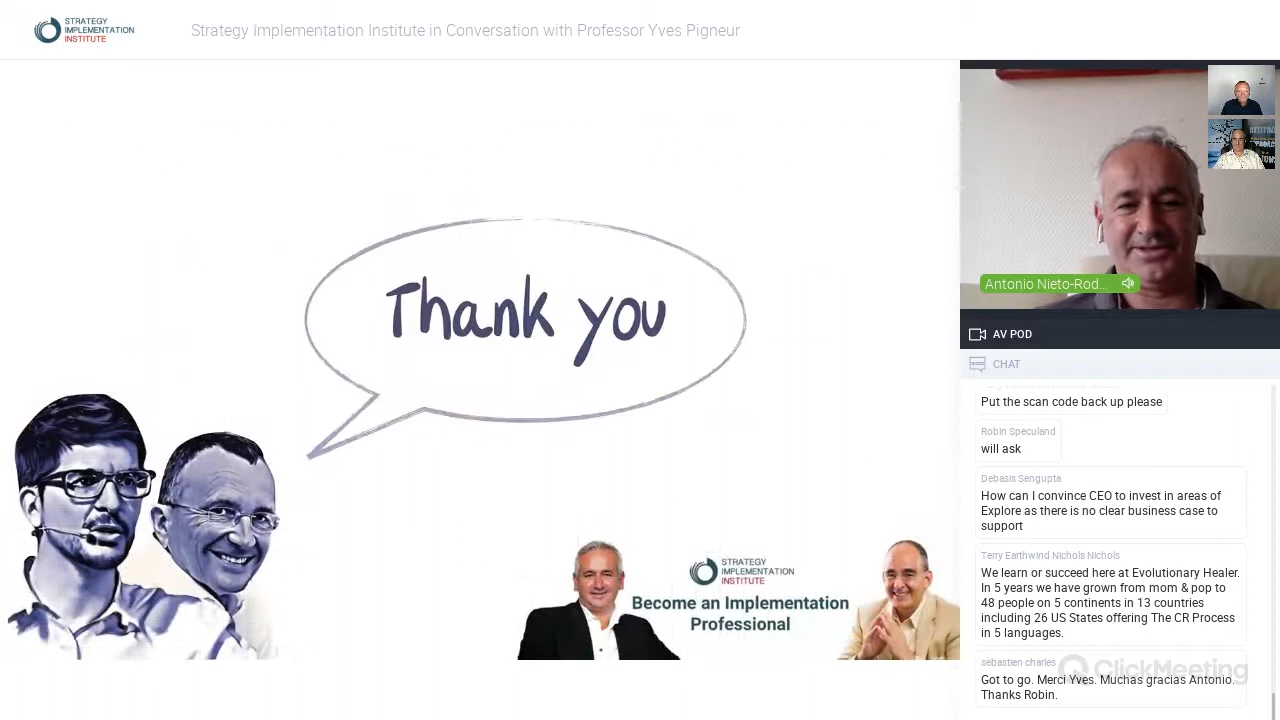 STRATEGY
IMPLEMENTATION
INSTITUTE
Strategy Implementation Institute in Conversation with Professor Yves Pigneur
Thank you
STRATEGY
IMPLEMENTATION
INSTITUTE
Become an Implementation
Professional
Antonio Nieto-Rod...
AV POD
CHAT
Put the scan code back up please
Robin Speculand
will ask
Debasis Sengupta
How can I convince CEO to invest in areas of
Explore as there is no clear business case to
support
Terry Earthwind Nichols Nichols
We learn or succeed here at Evolutionary Healer.
In 5 years we have grown from mom & pop to
48 people on 5 continents in 13 countries
including 26 US States offering The CR Process
in 5 languages.
sebastien charles
ClickMeeting
Got to go. Merci Yves. Muchas gracias Antonio.
Thanks Robin.